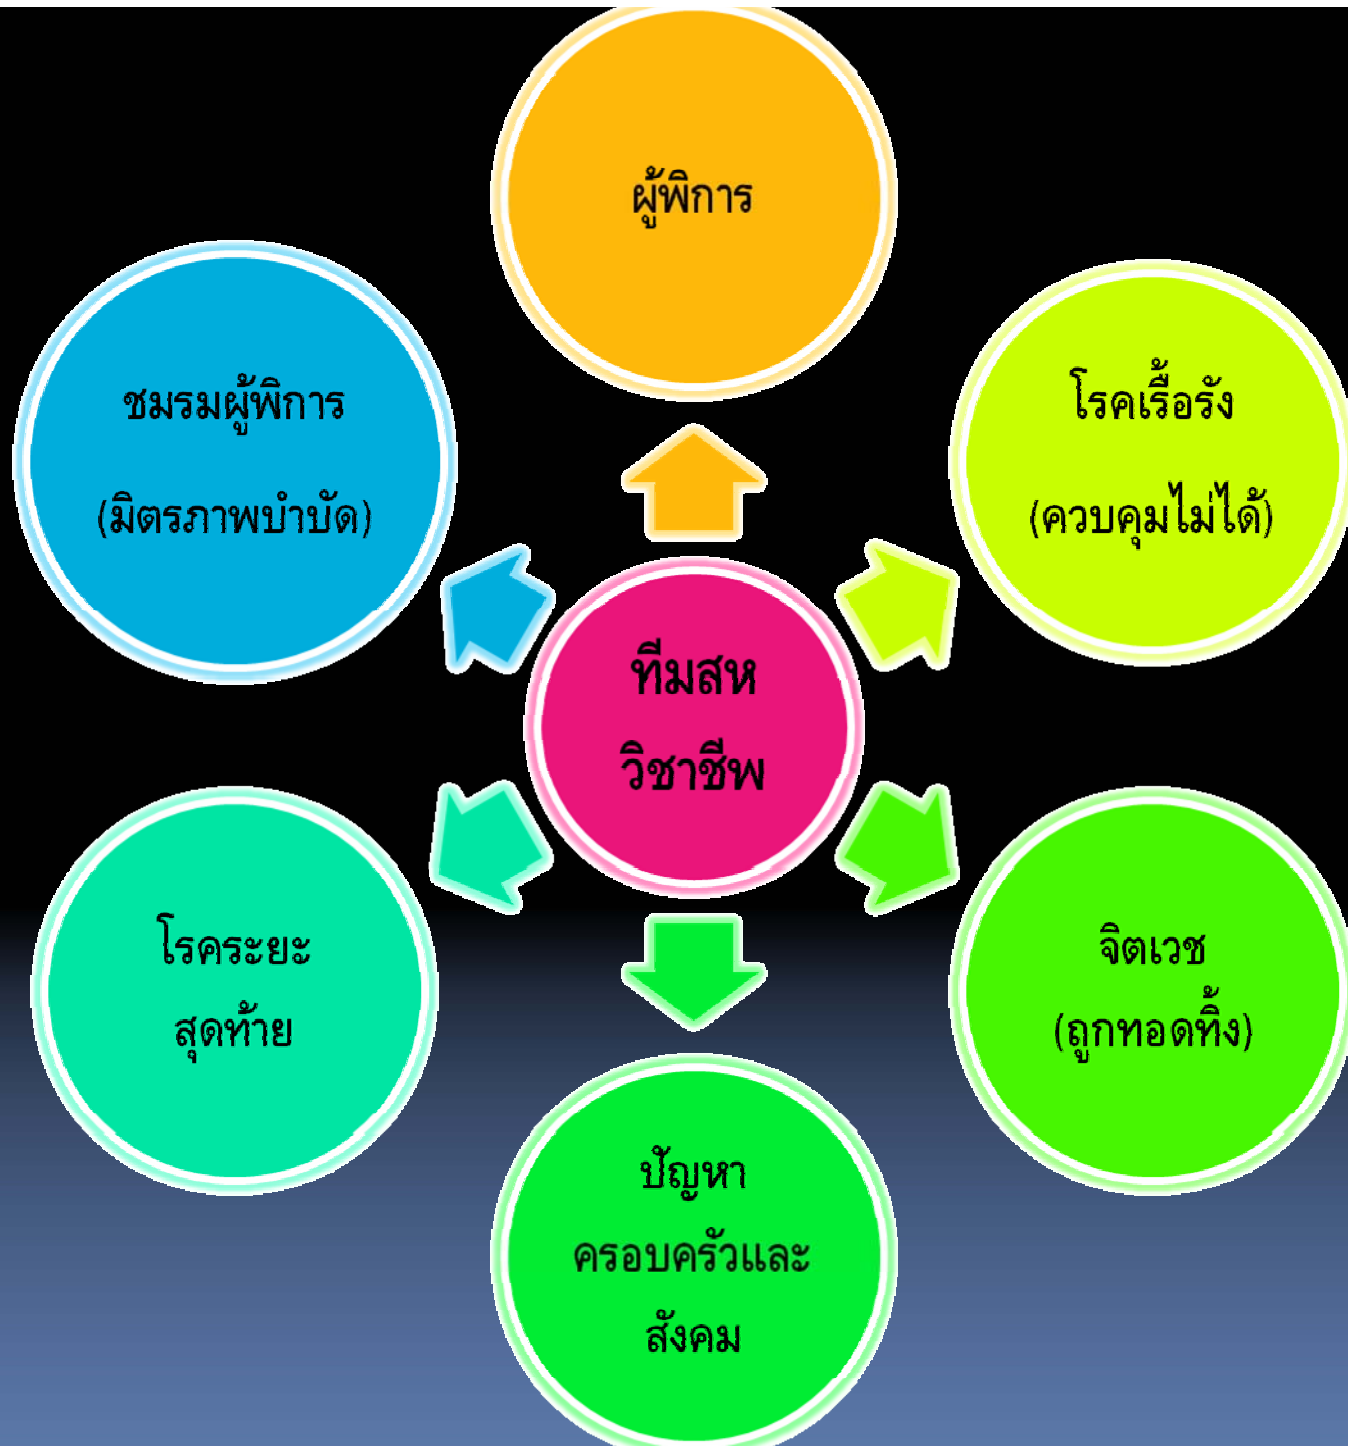 ผู้พิการ
ชมรมผู้พิการ
(มิตรภาพบำบัด)
โรคเรื้อรัง
(ควบคุมไม่ได้)
ทีมสห
วิชาชีพ
โรคระยะ
สุดท้าย
จิตเวช
(ถูกทอดทิ้ง)
ปัญหา
ครอบครัวและ
สังคม